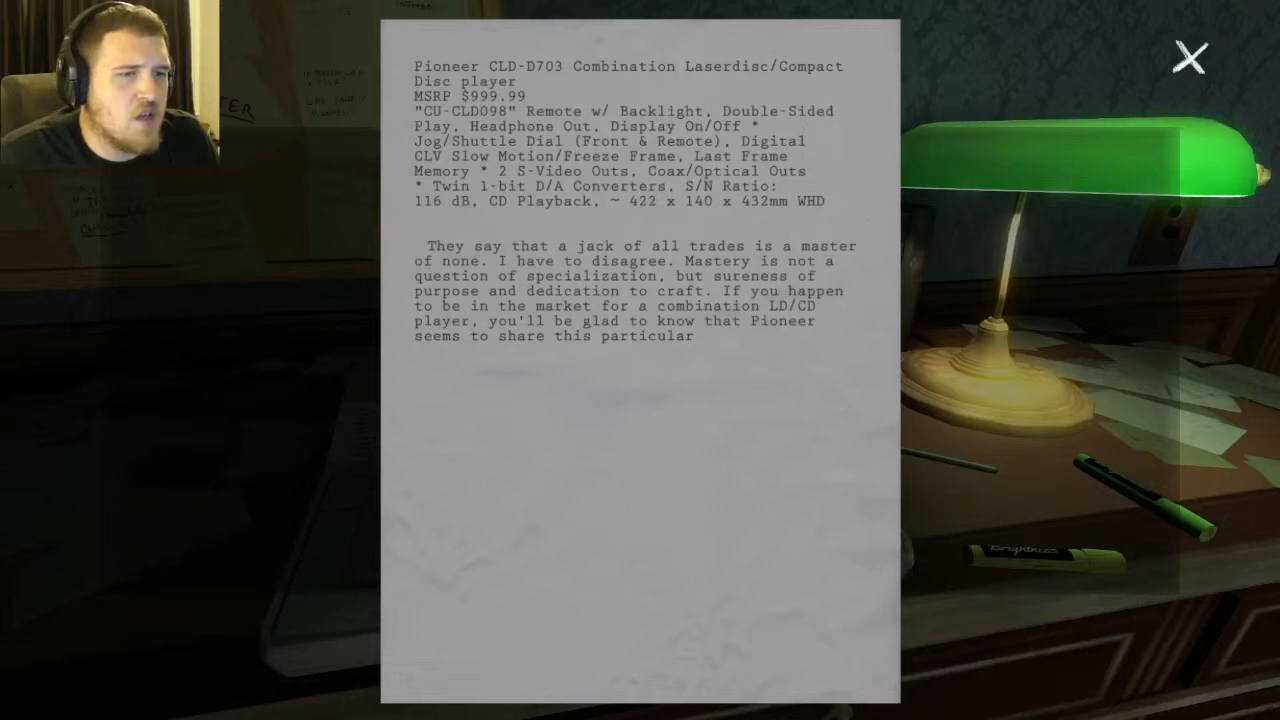 Pioneer CLD-D703 Combination Laserdisc/Compact
Disc player
MSRP $999.99
"CU-CLD098" Remote w/ Backlight, Double-Sided
Play, Headphone Out, Display On/Off *
Jog/Shuttle Dial (Front & Remote), Digital
CLV Slow Motion/Freeze Frame, Last Frame
Memory * 2 S-Video Outs, Coax/Optical Outs
* Twin 1-bit D/A Converters, S/N Ratio:
116 dB, CD Playback, ~ 422 x 140 x 432mm WHD
They say that a jack of all trades is a master
of none. I have to disagree. Mastery is not a
question of specialization, but sureness of
purpose and dedication to craft. If you happen
to be in the market for a combination LD/CD
player, you'll be glad to know that Pioneer
seems to share this particular
Brightness